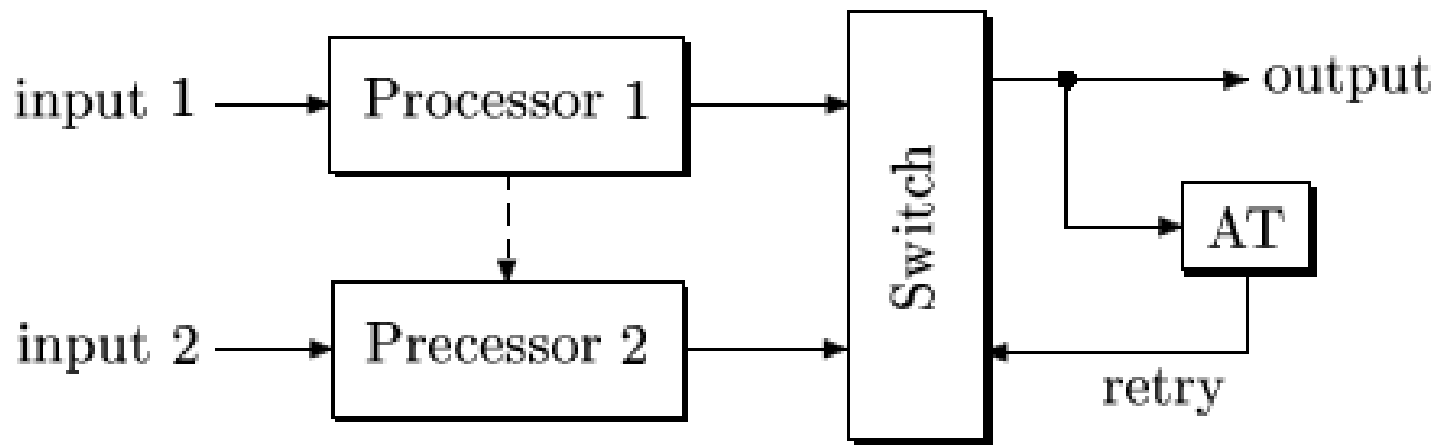 input 1
Processor 1
input 2
Precessor 2
Switch
output
AT
retry